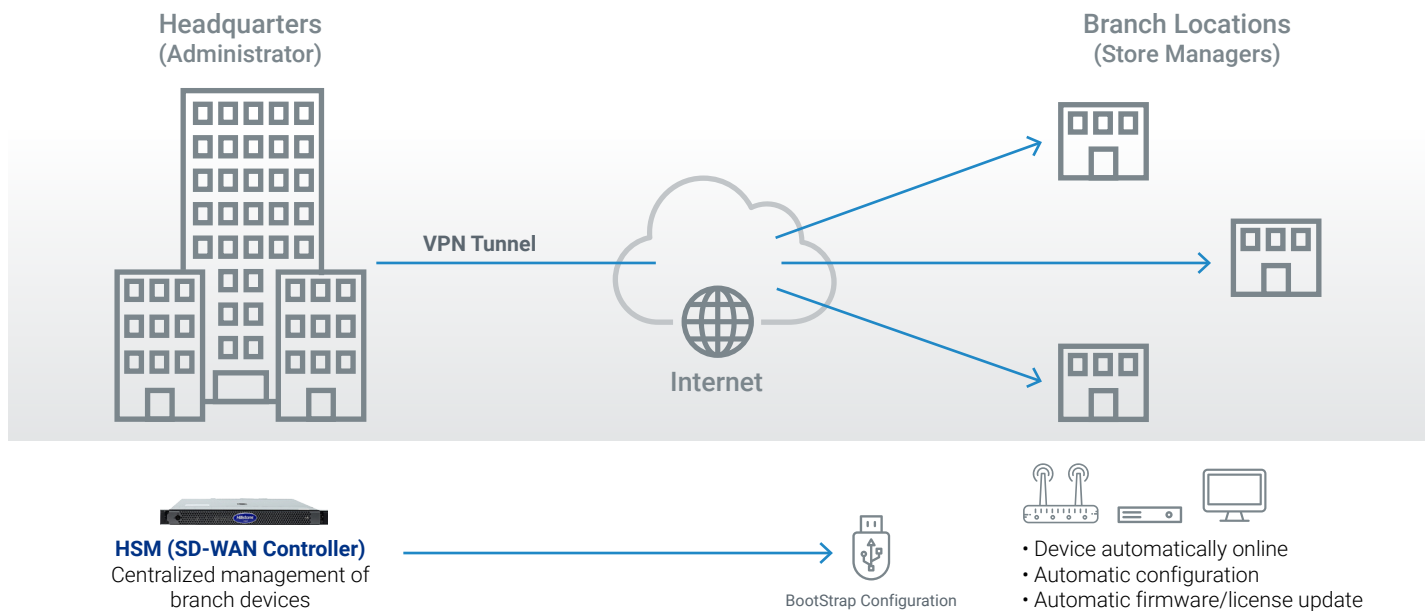 Headquarters
(Administrator)
Branch Locations
(Store Managers)
VPN Tunnel
Internet
Hillstone
HSM (SD-WAN Controller)
Centralized management of
branch devices
BootStrap Configuration
• Device automatically online
• Automatic configuration
• Automatic firmware/license update